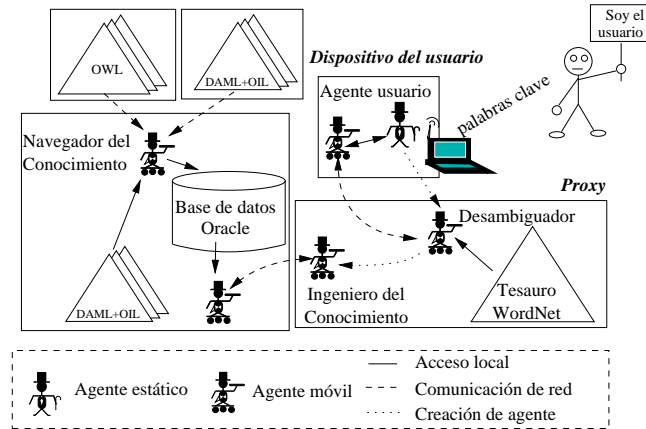 Soy el
usuario
OWL
DAML+OIL
Dispositivo del usuario
Agente usuario
palabras clave
Navegador del
Conocimiento
Proxy
Base de datos
Oracle
Desambiguador
DAML+OIL
Ingeniero del
Conocimiento
Tesauro
WordNet
Agente estático
Agente móvil
Acceso local
Comunicación de red
Creación de agente